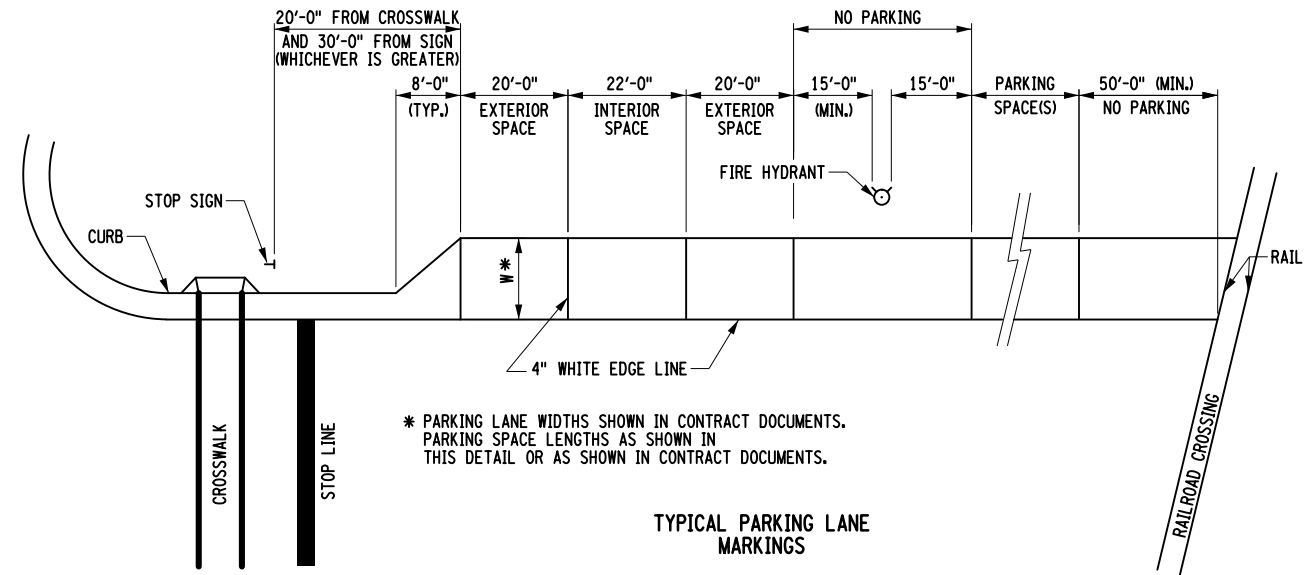 20'-0" FROM CROSSWALK
AND 30'-0" FROM SIGN
(WHICHEVER IS GREATER)
NO PARKING
8'-0"
(TYP.)
20'-0"
EXTERIOR
SPACE
22'-0"
INTERIOR
SPACE
20'-0"
EXTERIOR
SPACE
15'-0"
(MIN.)
15'-0"
PARKING
SPACE(S)
50'-0" (MIN.)
NO PARKING
FIRE HYDRANT
STOP SIGN
CURB
W*
RAIL
4" WHITE EDGE LINE
* PARKING LANE WIDTHS SHOWN IN CONTRACT DOCUMENTS.
PARKING SPACE LENGTHS AS SHOWN IN
THIS DETAIL OR AS SHOWN IN CONTRACT DOCUMENTS.
CROSSWALK
STOP LINE
RAILROAD CROSSING
TYPICAL PARKING LANE
MARKINGS